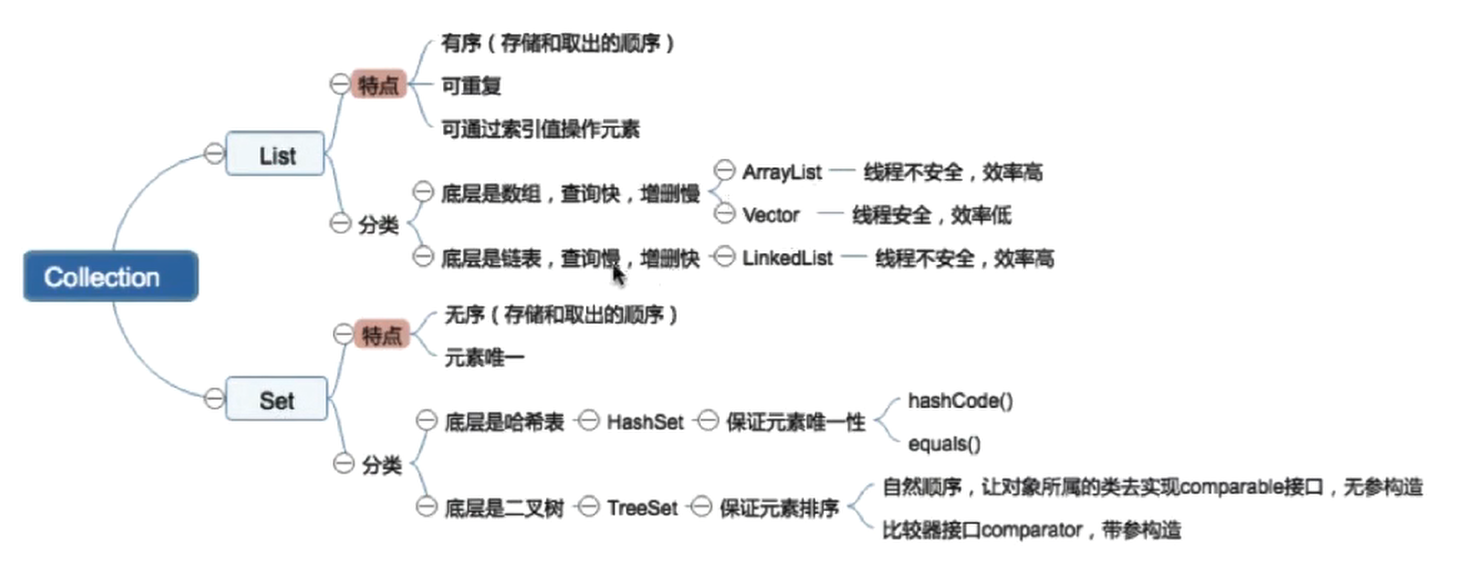 Collection
List
特点
有序（存储和取出的顺序）
可重复
可通过索引值操作元素
分类
底层是数组，查询快，增删慢
ArrayList
线程不安全，效率高
Vector
线程安全，效率低
底层是链表，查询慢，增删快
LinkedList
线程不安全，效率高
Set
特点
无序（存储和取出的顺序）
元素唯一
分类
底层是哈希表
HashSet
保证元素唯一性
hashCode()
equals()
底层是二叉树
TreeSet
保证元素排序
自然顺序，让对象所属的类去实现comparable接口，无参构造
比较器接口comparator，带参构造